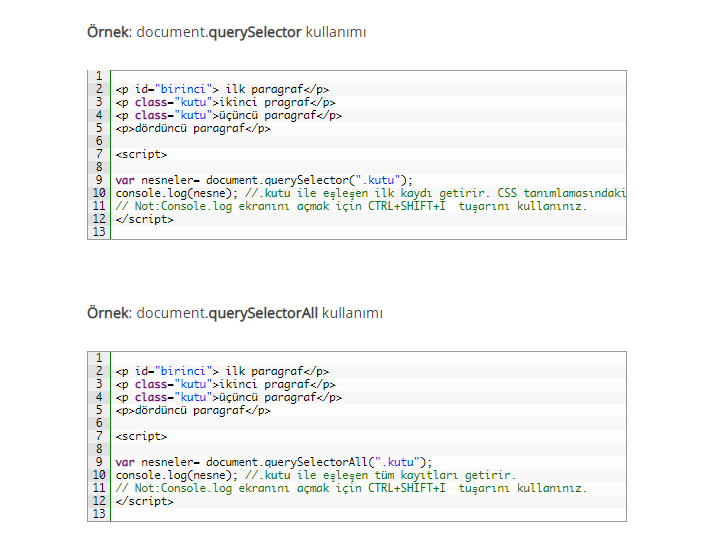 Örnek: document.querySelector kullanımı
1
2 <p id="birinci"> ilk paragraf</p>
3 <p class="kutu">ikinci pragraf</p>
4 <p class="kutu">üçüncü paragraf</p>
5 <p>dördüncü paragraf</p>
6
7 <script>
8
9 var nesneler= document.querySelector(".kutu");
10 console.log(nesne); //.kutu ile eşleşen ilk kaydı getirir. CSS tanımlamasındaki
11 // Not:Console.log ekranını açmak için CTRL+SHIFT+I  tuşarını kullanınız.
12 </script>
13
Örnek: document.querySelectorAll kullanımı
1
2 <p id="birinci"> ilk paragraf</p>
3 <p class="kutu">ikinci pragraf</p>
4 <p class="kutu">üçüncü paragraf</p>
5 <p>dördüncü paragraf</p>
6
7 <script>
8
9 var nesneler= document.querySelectorAll(".kutu");
10 console.log(nesne); //.kutu ile eşleşen tüm kayıtları getirir.
11 // Not:Console.log ekranını açmak için CTRL+SHIFT+I  tuşarını kullanınız.
12 </script>
13